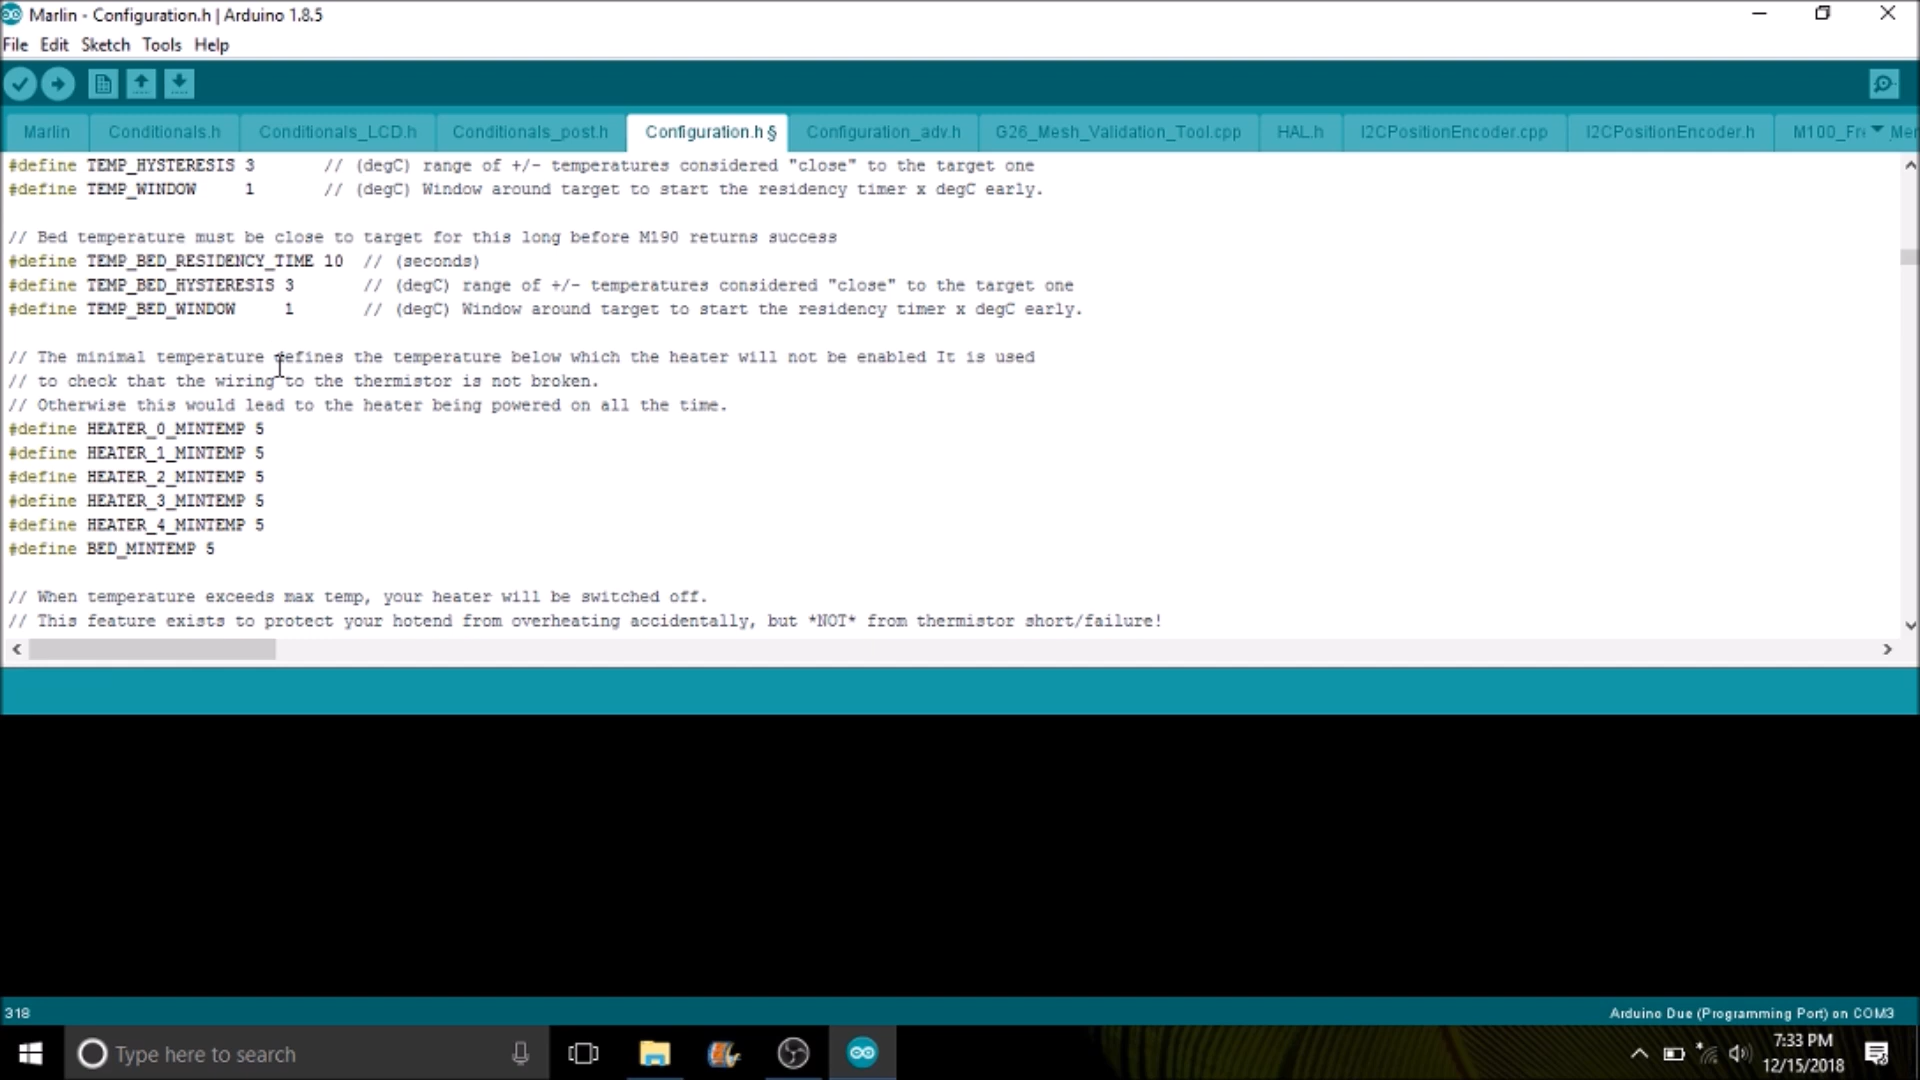 Marlin - Configuration.h | Arduino 1.8.5
File Edit Sketch Tools Help
Marlin Conditionals.h Conditionals_LCD.h Conditionals_post.h Configuration.h § Configuration_adv.h G26_Mesh_Validation_Tool.cpp HAL.h I2CPositionEncoder.cpp I2CPositionEncoder.h M100_Fr Mer
#define TEMP_HYSTERESIS 3 // (degC) range of +/- temperatures considered "close" to the target one
#define TEMP_WINDOW 1 // (degC) Window around target to start the residency timer x degC early.
// Bed temperature must be close to target for this long before M190 returns success
#define TEMP_BED_RESIDENCY_TIME 10 // (seconds)
#define TEMP_BED_HYSTERESIS 3 // (degC) range of +/- temperatures considered "close" to the target one
#define TEMP_BED_WINDOW 1 // (degC) Window around target to start the residency timer x degC early.
// The minimal temperature defines the temperature below which the heater will not be enabled It is used
// to check that the wiring to the thermistor is not broken.
// Otherwise this would lead to the heater being powered on all the time.
#define HEATER_0_MINTEMP 5
#define HEATER_1_MINTEMP 5
#define HEATER_2_MINTEMP 5
#define HEATER_3_MINTEMP 5
#define HEATER_4_MINTEMP 5
#define BED_MINTEMP 5
// When temperature exceeds max temp, your heater will be switched off.
// This feature exists to protect your hotend from overheating accidentally, but *NOT* from thermistor short/failure!
318
Arduino Due (Programming Port) on COM3
Type here to search
7:33 PM
12/15/2018